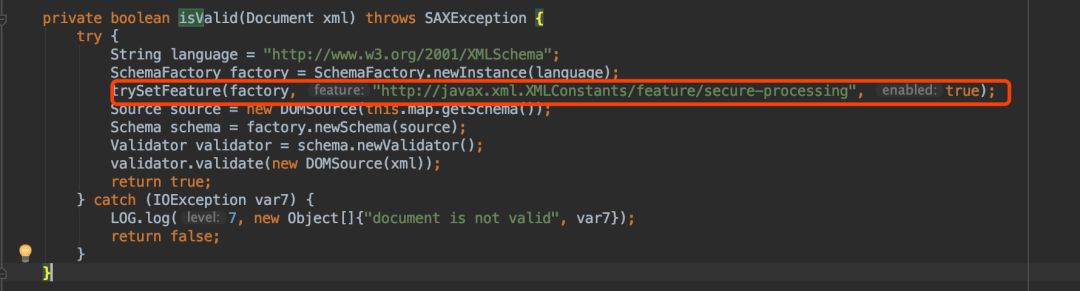 private boolean isValid(Document xml) throws SAXException {
try {
String language = "http://www.w3.org/2001/XMLSchema";
SchemaFactory factory = SchemaFactory.newInstance(language);
trySetFeature(factory, feature: "http://javax.xml.XMLConstants/feature/secure-processing", enabled: true);
Source source = new DOMSource(this.map.getSchema());
Schema schema = factory.newSchema(source);
Validator validator = schema.newValidator();
validator.validate(new DOMSource(xml));
return true;
} catch (IOException var7) {
LOG.log( level: 7, new Object[]{"document is not valid", var7});
return false;
}
}